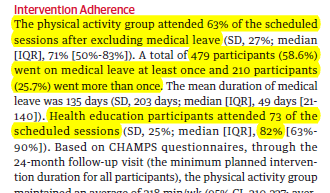 Intervention Adherence
The physical activity group attended 63% of the scheduled
sessions after excluding medical leave (SD, 27%; median
[IQR], 71% [50%-83%]). A total of 479 participants (58.6%)
went on medical leave at least once and 210 participants
(25.7%) went more than once. The mean duration of medical
leave was 135 days (SD, 203 days; median [IQR], 49 days [21-
140]). Health education participants attended 73% of the
scheduled sessions (SD, 25%; median [IQR], 82% [63%-
90%]). Based on CHAMPS questionnaires, through the
24-month follow-up visit (the minimum planned interven-
tion duration for all participants), the physical activity group
maintained an average of 218 min/wk (95% CI, 210-227; over